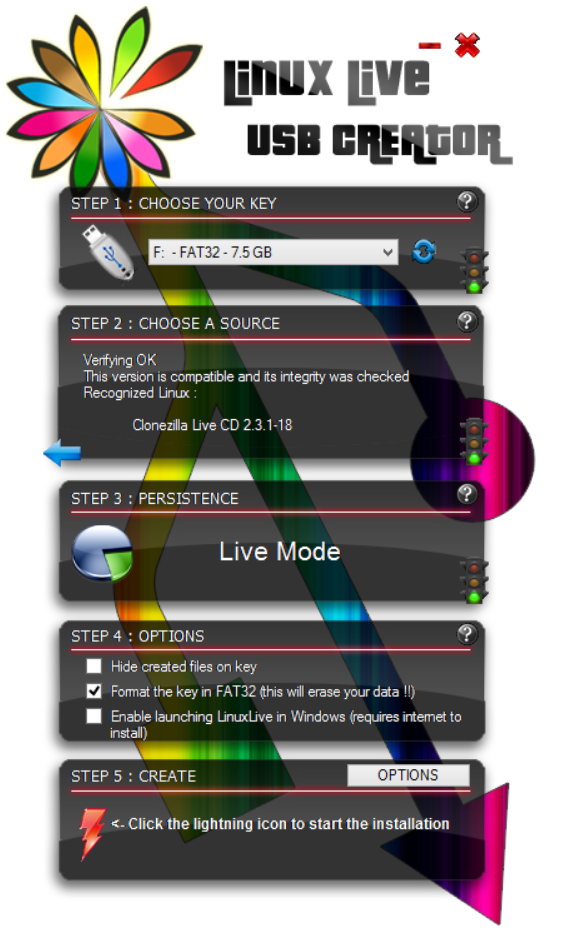 Linux Live
USB Creator
STEP 1 : CHOOSE YOUR KEY
?
F: - FAT32 - 7.5 GB
STEP 2 : CHOOSE A SOURCE
?
Verifying OK
This version is compatible and its integrity was checked
Recognized Linux :
Clonezilla Live CD 2.3.1-18
STEP 3 : PERSISTENCE
?
Live Mode
STEP 4 : OPTIONS
?
Hide created files on key
Format the key in FAT32 (this will erase your data !!)
Enable launching LinuxLive in Windows (requires internet to
install)
STEP 5 : CREATE
OPTIONS
<- Click the lightning icon to start the installation